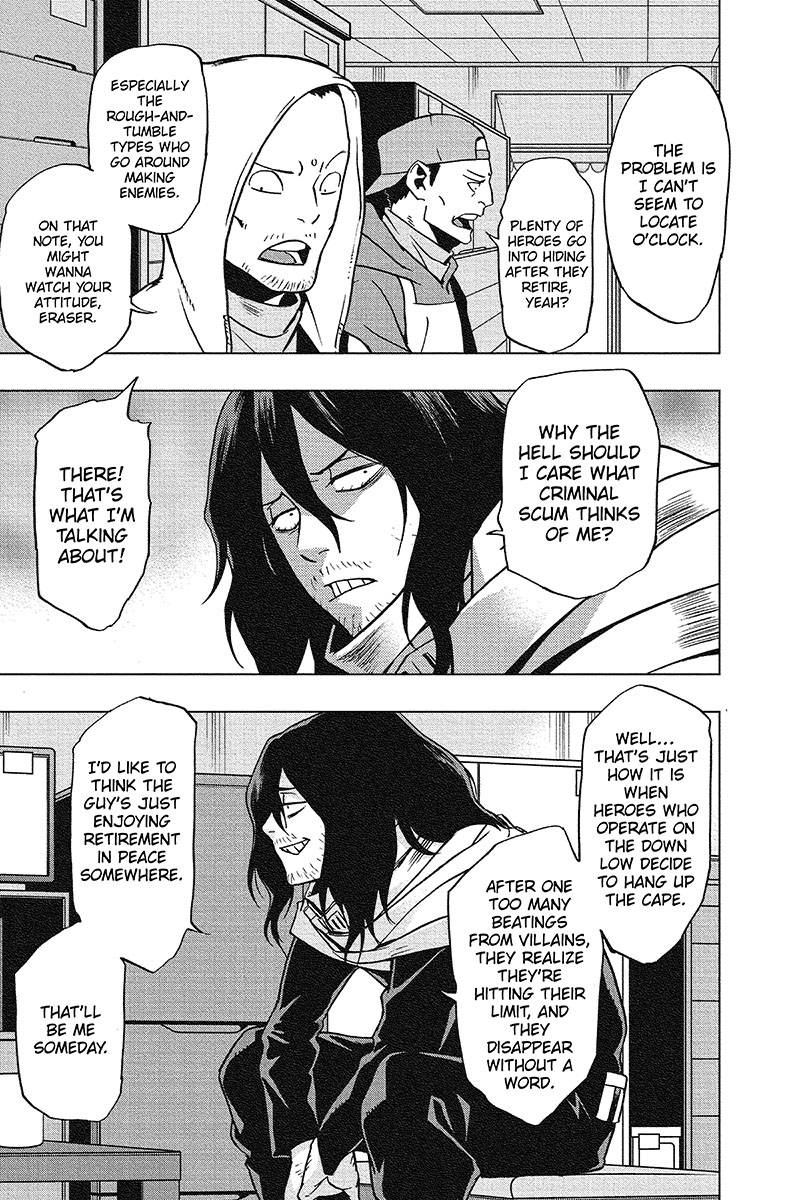 THE
PROBLEM IS
I CAN'T
SEEM TO
LOCATE
O'CLOCK.
PLENTY OF
HEROES GO
INTO HIDING
AFTER THEY
RETIRE,
YEAH?
ESPECIALLY
THE
ROUGH-AND-
TUMBLE
TYPES WHO
GO AROUND
MAKING
ENEMIES.
ON THAT
NOTE, YOU
MIGHT
WANNA
WATCH YOUR
ATTITUDE,
ERASER.
WHY THE
HELL SHOULD
I CARE WHAT
CRIMINAL
SCUM THINKS
OF ME?
THERE!
THAT'S
WHAT I'M
TALKING
ABOUT!
WELL...
THAT'S JUST
HOW IT IS
WHEN
HEROES WHO
OPERATE ON
THE DOWN
LOW DECIDE
TO HANG UP
THE CAPE.
AFTER ONE
TOO MANY
BEATINGS
FROM VILLAINS,
THEY REALIZE
THEY'RE
HITTING THEIR
LIMIT, AND
THEY
DISAPPEAR
WITHOUT A
WORD.
I'D LIKE TO
THINK THE
GUY'S JUST
ENJOYING
RETIREMENT
IN PEACE
SOMEWHERE.
THAT'LL
BE ME
SOMEDAY.